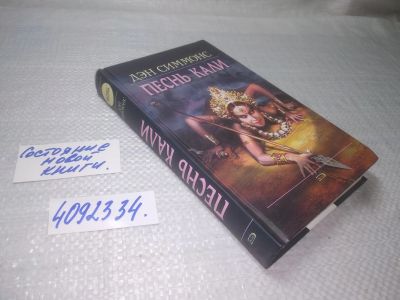 ДЭН СИММОНС
ПЕСНЬ КАЛИ
ПЕСНЬ КАЛИ
Состояние
новой
книги.
4092334.